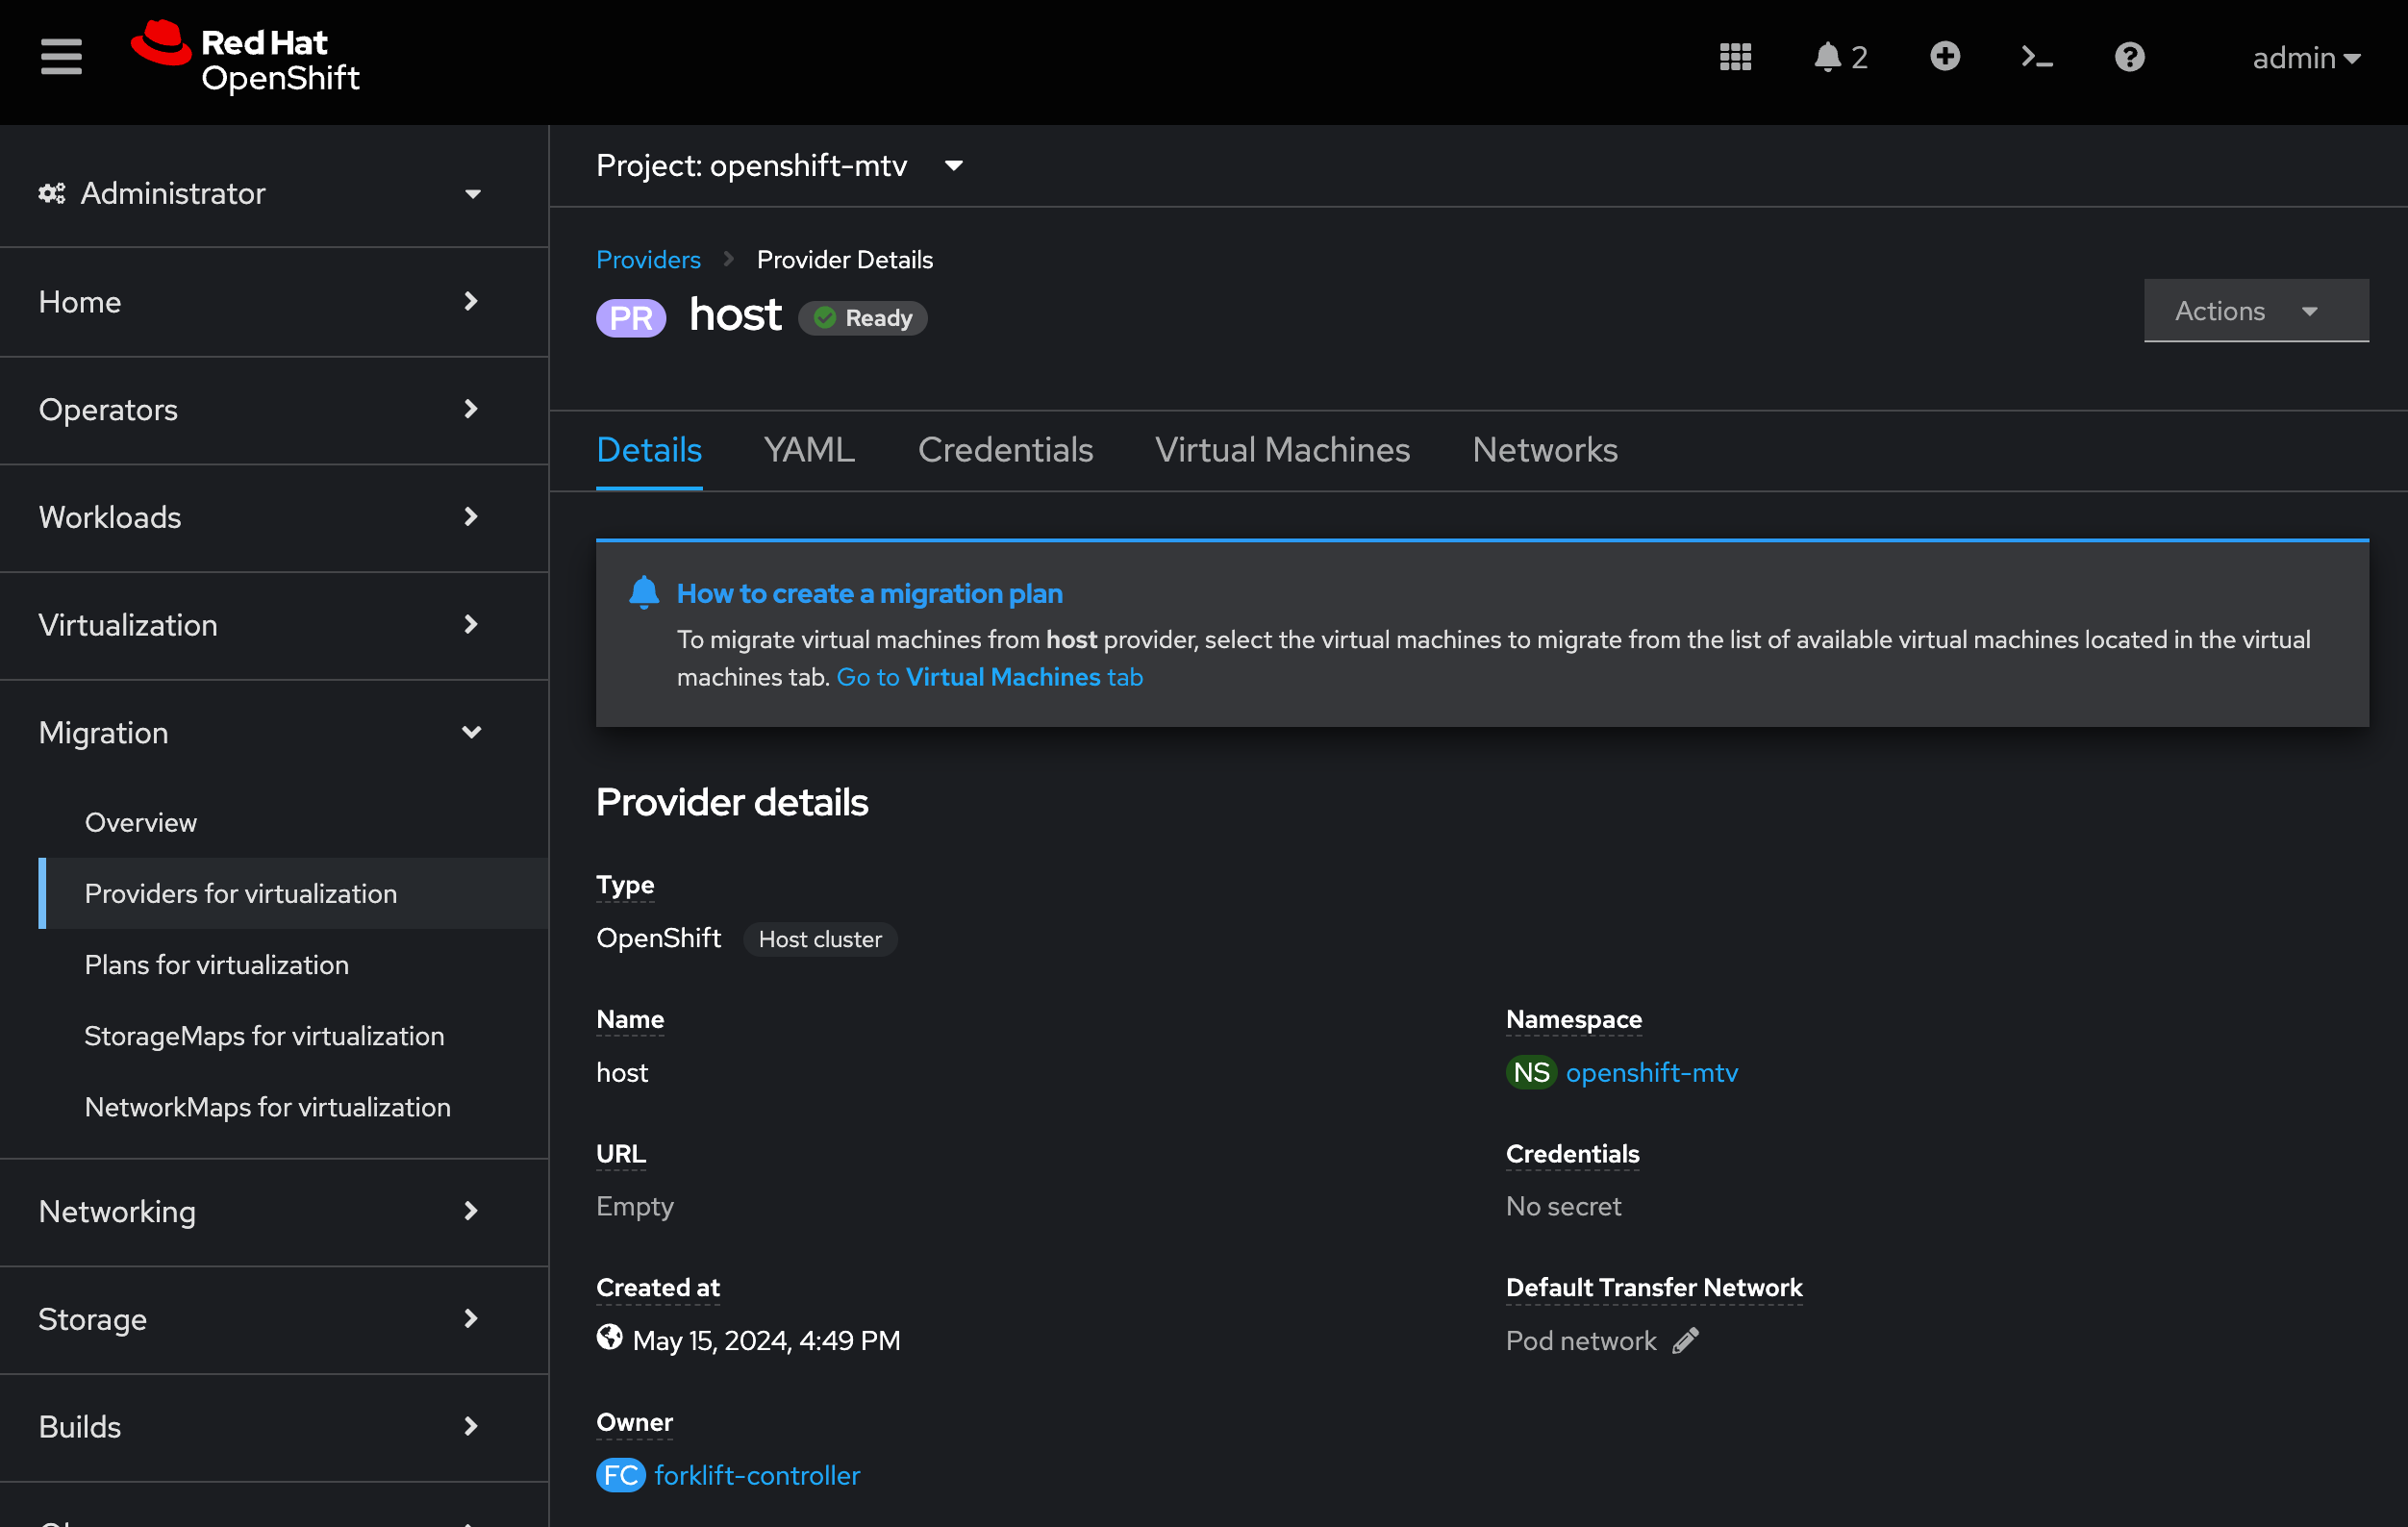 Red Hat
OpenShift
2
admin
Administrator
Home
Operators
Workloads
Virtualization
Migration
Overview
Providers for virtualization
Plans for virtualization
StorageMaps for virtualization
NetworkMaps for virtualization
Networking
Storage
Builds
Project: openshift-mtv
Providers Provider Details
PR host Ready
Actions
Details YAML Credentials Virtual Machines Networks
How to create a migration plan
To migrate virtual machines from host provider, select the virtual machines to migrate from the list of available virtual machines located in the virtual
machines tab. Go to Virtual Machines tab
Provider details
Type
OpenShift Host cluster
Name
host
Namespace
NS openshift-mtv
URL
Empty
Credentials
No secret
Created at
May 15, 2024, 4:49 PM
Default Transfer Network
Pod network
Owner
FC forklift-controller